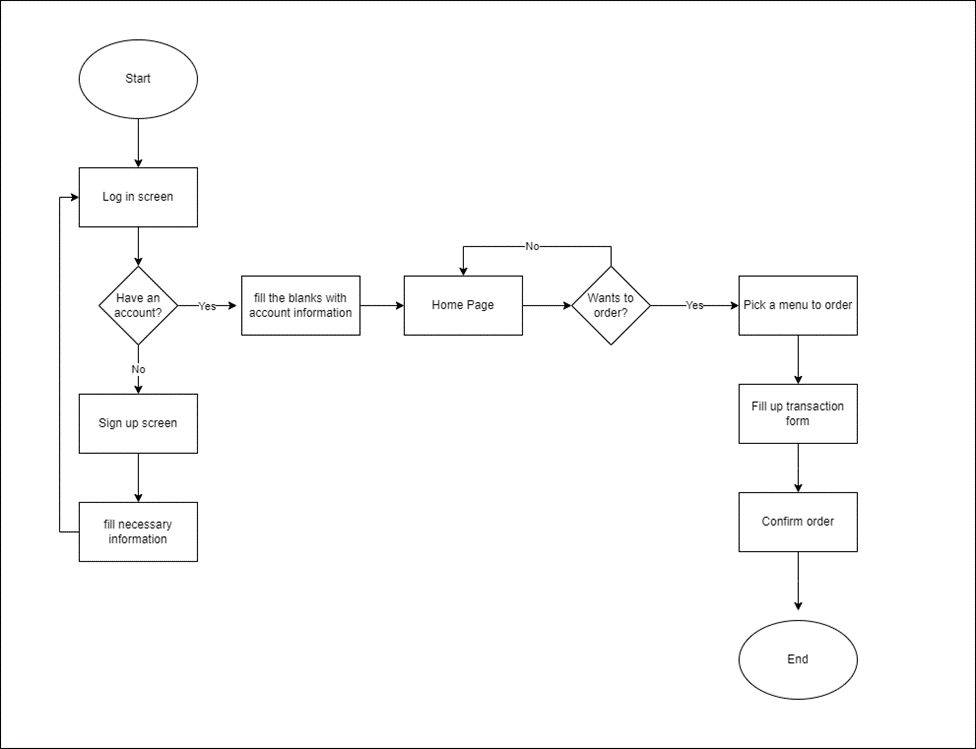 Start
Log in screen
Have an
account?
Yes
No
Sign up screen
fill necessary
information
fill the blanks with
account information
Home Page
No
Wants to
order?
Yes
Pick a menu to order
Fill up transaction
form
Confirm order
End